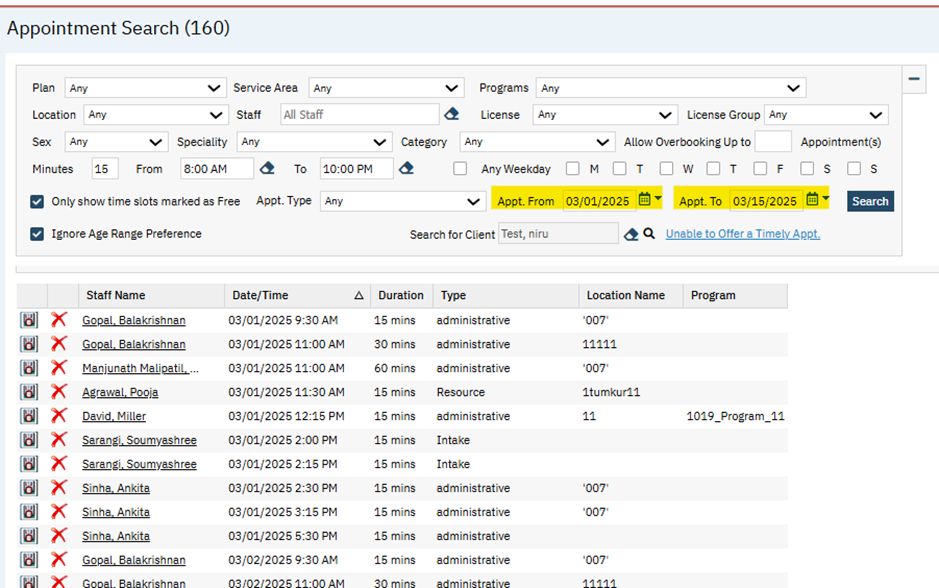 Appointment Search (160)
Plan Any Service Area Any Programs Any
Location Any Staff All Staff License Any License Group Any
Sex Any Speciality Any Category Any Allow Overbooking Up to Appointment(s)
Minutes 15 From 8:00 AM To 10:00 PM Any Weekday M T W T F S S
Only show time slots marked as Free Appt. Type Any Appt. From 03/01/2025 Appt. To 03/15/2025 Search
Ignore Age Range Preference Search for Client Test, niru Unable to Offer a Timely Appt.
Staff Name Date/Time Duration Type Location Name Program
Gopal, Balakrishnan 03/01/2025 9:30 AM 15 mins administrative '007'
Gopal, Balakrishnan 03/01/2025 11:00 AM 30 mins administrative 11111
Manjunath Malipatil, ... 03/01/2025 11:00 AM 60 mins administrative '007'
Agrawal, Pooja 03/01/2025 11:30 AM 15 mins Resource 1tumkur11
David, Miller 03/01/2025 12:15 PM 15 mins administrative 11 1019_Program_11
Sarangi, Soumyashree 03/01/2025 2:00 PM 15 mins Intake
Sarangi, Soumyashree 03/01/2025 2:15 PM 15 mins Intake
Sinha, Ankita 03/01/2025 2:30 PM 15 mins administrative '007'
Sinha, Ankita 03/01/2025 3:15 PM 15 mins administrative '007'
Sinha, Ankita 03/01/2025 5:30 PM 15 mins administrative
Gopal, Balakrishnan 03/02/2025 9:30 AM 15 mins administrative '007'
Gopal, Balakrishnan 03/02/2025 11:00 AM 30 mins administrative 11111